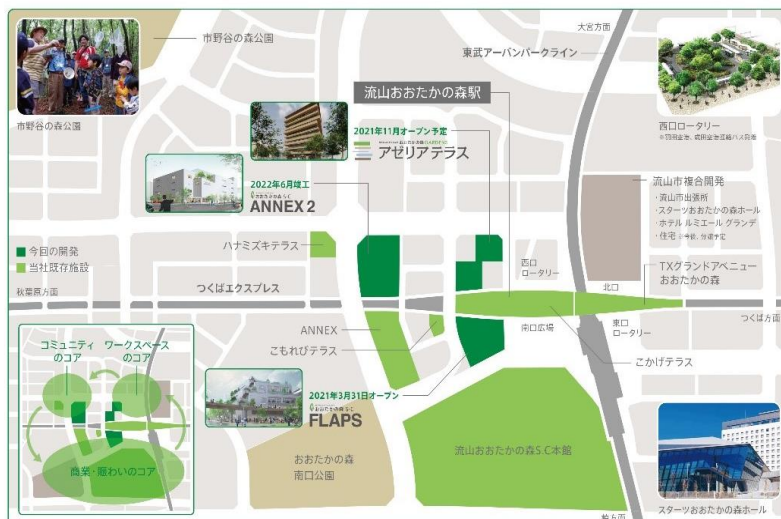 大宮方面
市野谷の森公園
東武アーバンパークライン
流山おおたかの森駅
市野谷の森公園
西口ロータリー
2021年11月オープン予定
アゼリアテラス
2022年6月竣工
ANNEX 2
流山市複合開発
・流山市出張所
・スターツおおたかの森ホール
・ホテル ルミエール グランデ
・住宅 ※今後、分譲予定
ハナミズキテラス
今回の開発
当社既存施設
西口
ロータリー
北口
TXグランドアベニュー
おおたかの森
秋葉原方面
つくばエクスプレス
つくば方面
南口広場
東口
ロータリー
ANNEX
こもれびテラス
こかげテラス
コミュニティ
のコア
ワークスペース
のコア
2021年3月31日オープン
FLAPS
商業・賑わいのコア
おおたかの森
南口公園
流山おおたかの森S.C本館
スターツおおたかの森ホール